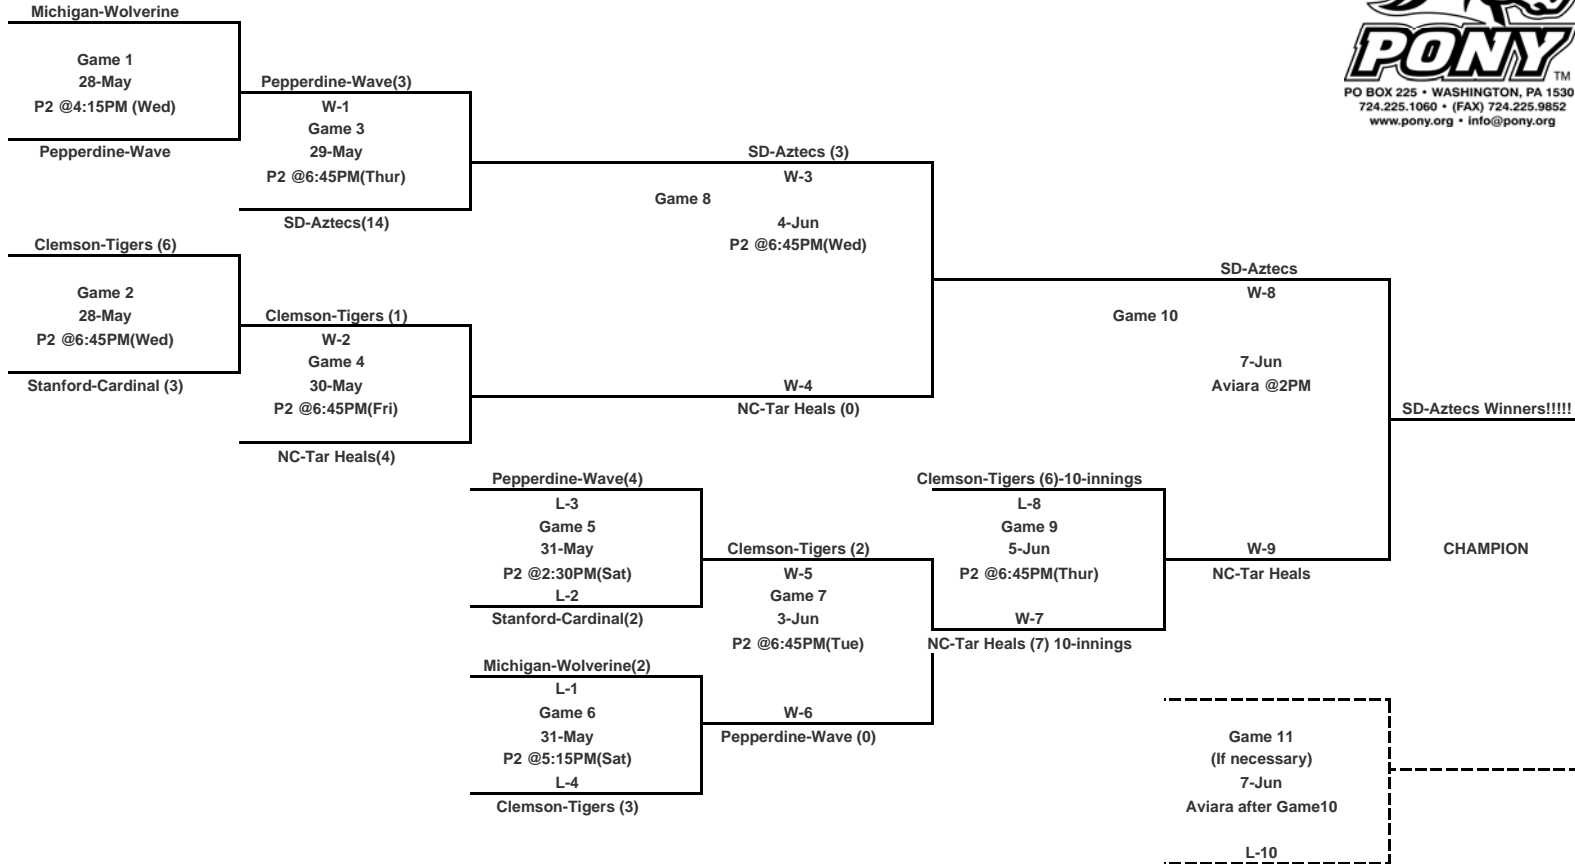 Michigan-Wolverine
Game 1
28-May
P2 @4:15PM (Wed)
Pepperdine-Wave
Pepperdine-Wave(3)
W-1
Game 3
29-May
P2 @6:45PM(Thur)
SD-Aztecs(14)
Clemson-Tigers (6)
Game 2
28-May
P2 @6:45PM(Wed)
Stanford-Cardinal (3)
Clemson-Tigers (1)
W-2
Game 4
30-May
P2 @6:45PM(Fri)
NC-Tar Heals(4)
SD-Aztecs (3)
W-3
Game 8
4-Jun
P2 @6:45PM(Wed)
W-4
NC-Tar Heals (0)
PONY
TM
PO BOX 225 • WASHINGTON, PA 1530
724.225.1060 • (FAX) 724.225.9852
www.pony.org • info@pony.org
SD-Aztecs
W-8
Game 10
7-Jun
Aviara @2PM
SD-Aztecs Winners!!!!!
CHAMPION
Pepperdine-Wave(4)
L-3
Game 5
31-May
P2 @2:30PM(Sat)
L-2
Stanford-Cardinal(2)
Michigan-Wolverine(2)
L-1
Game 6
31-May
P2 @5:15PM(Sat)
L-4
Clemson-Tigers (3)
Clemson-Tigers (2)
W-5
Game 7
3-Jun
P2 @6:45PM(Tue)
W-6
Pepperdine-Wave (0)
Clemson-Tigers (6)-10-innings
L-8
Game 9
5-Jun
P2 @6:45PM(Thur)
W-7
NC-Tar Heals (7) 10-innings
W-9
NC-Tar Heals
Game 11
(If necessary)
7-Jun
Aviara after Game10
L-10